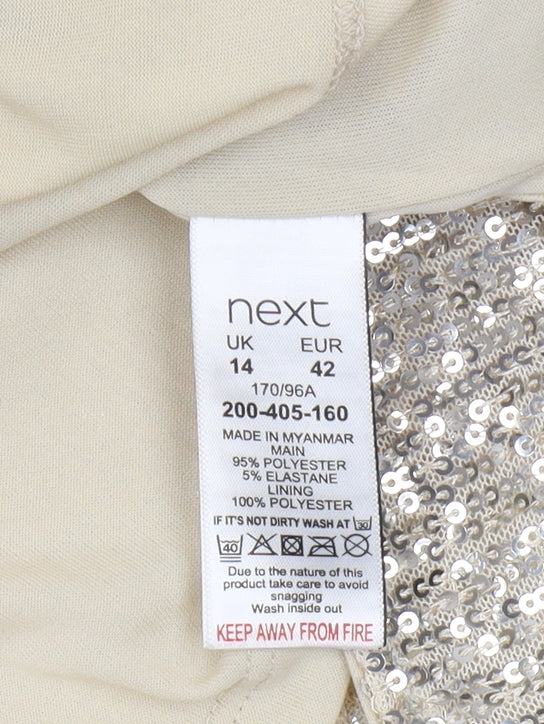 next
UK EUR
14 42
170/96A
200-405-160
MADE IN MYANMAR
MAIN
95% POLYESTER
5% ELASTANE
LINING
100% POLYESTER
IF IT'S NOT DIRTY WASH AT 30
40
Due to the nature of this
product take care to avoid
snagging
Wash inside out
KEEP AWAY FROM FIRE